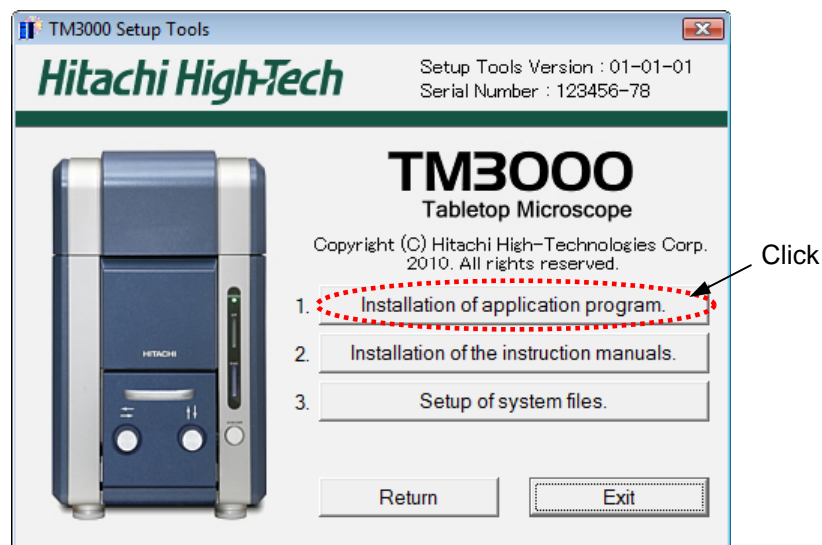 TM3000 Setup Tools
Hitachi High-Tech
Setup Tools Version : 01-01-01
Serial Number : 123456-78
TM3000
Tabletop Microscope
Copyright (C) Hitachi High-Technologies Corp.
2010. All rights reserved.
Click
1. Installation of application program.
2. Installation of the instruction manuals.
3. Setup of system files.
HITACHI
Return
Exit